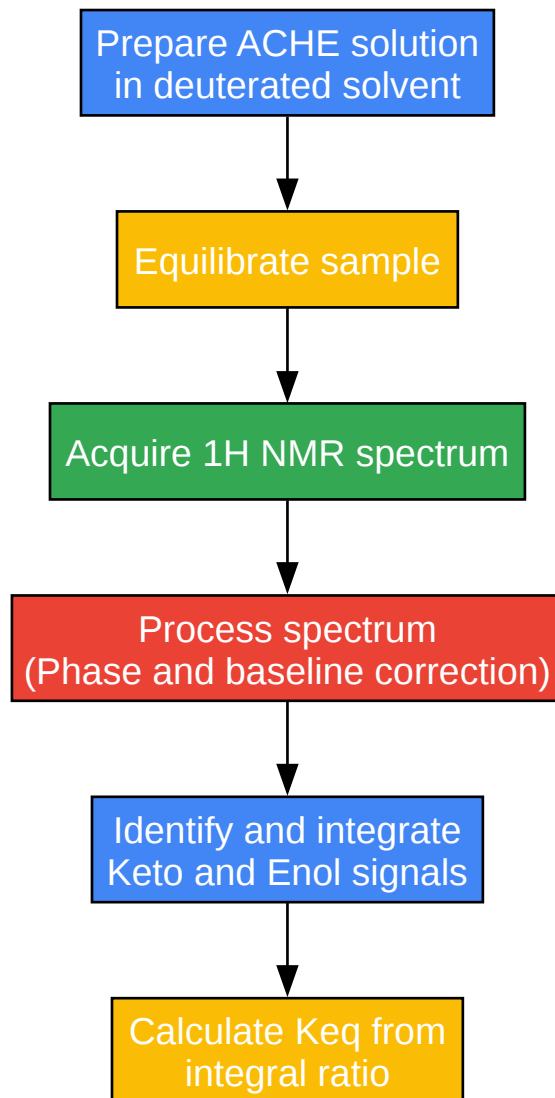 Prepare ACHE solution
in deuterated solvent
Equilibrate sample
Acquire 1H NMR spectrum
Process spectrum
(Phase and baseline correction)
Identify and integrate
Keto and Enol signals
Calculate Keq from
integral ratio